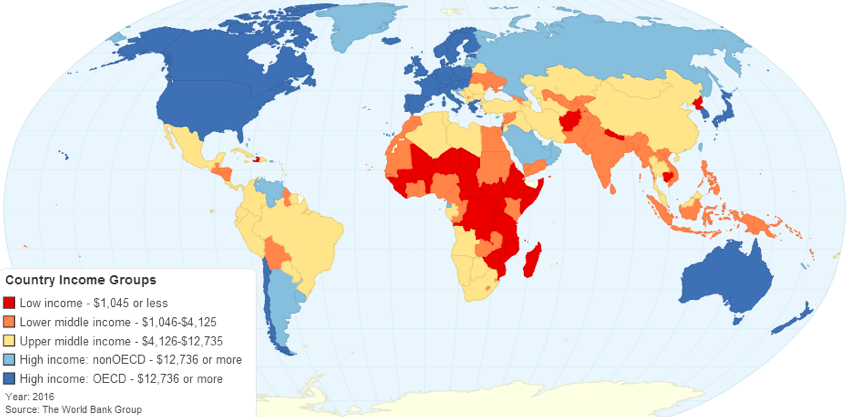 Country Income Groups
Low income - $1,045 or less
Lower middle income - $1,046-$4,125
Upper middle income - $4,126-$12,735
High income: nonOECD - $12,736 or more
High income: OECD - $12,736 or more
Year: 2016
Source: The World Bank Group